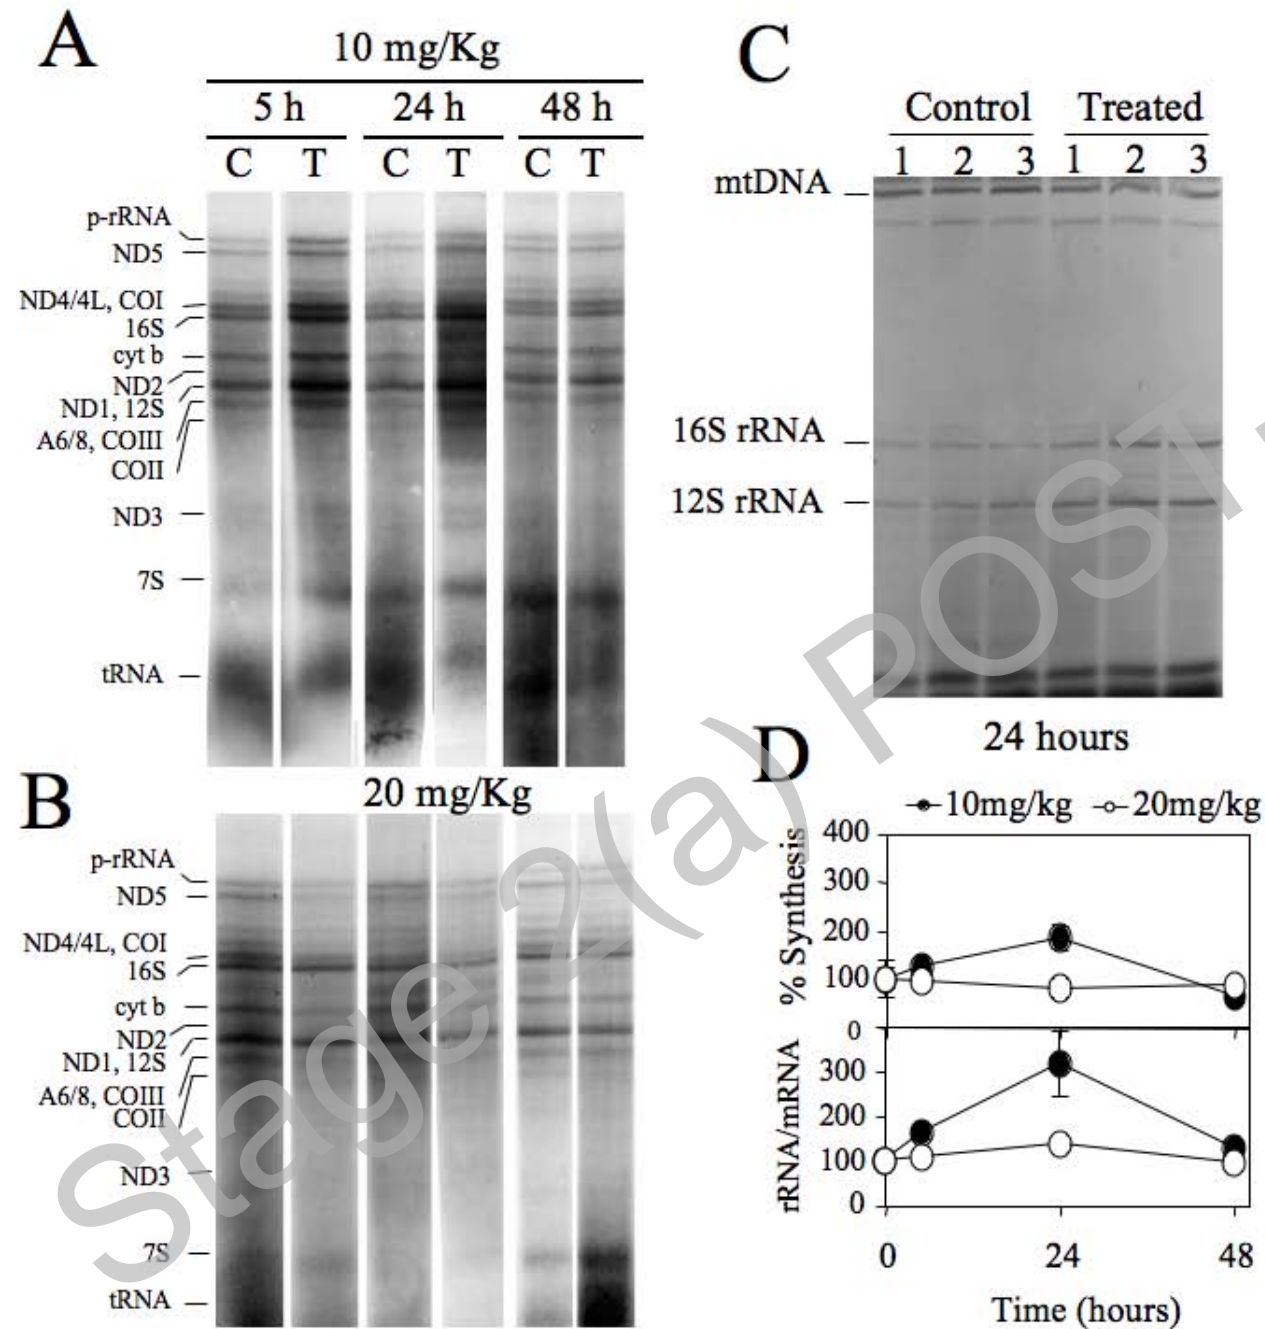 A
10 mg/Kg
5 h 24 h 48 h
C T C T C T
p-rRNA
ND5
ND4/4L, COI
16S
cyt b
ND2
ND1, 12S
A6/8, COIII
COII
ND3
7S
tRNA
B
20 mg/Kg
p-rRNA
ND5
ND4/4L, COI
16S
cyt b
ND2
ND1, 12S
A6/8, COIII
COII
ND3
7S
tRNA
C
Control Treated
1 2 3 1 2 3
mtDNA
16S rRNA
12S rRNA
24 hours
D
10mg/kg 20mg/kg
% Synthesis
400
300
200
100
0
rRNA/mRNA
300
200
100
0
0 24 48
Time (hours)
Stage 2(a) POST